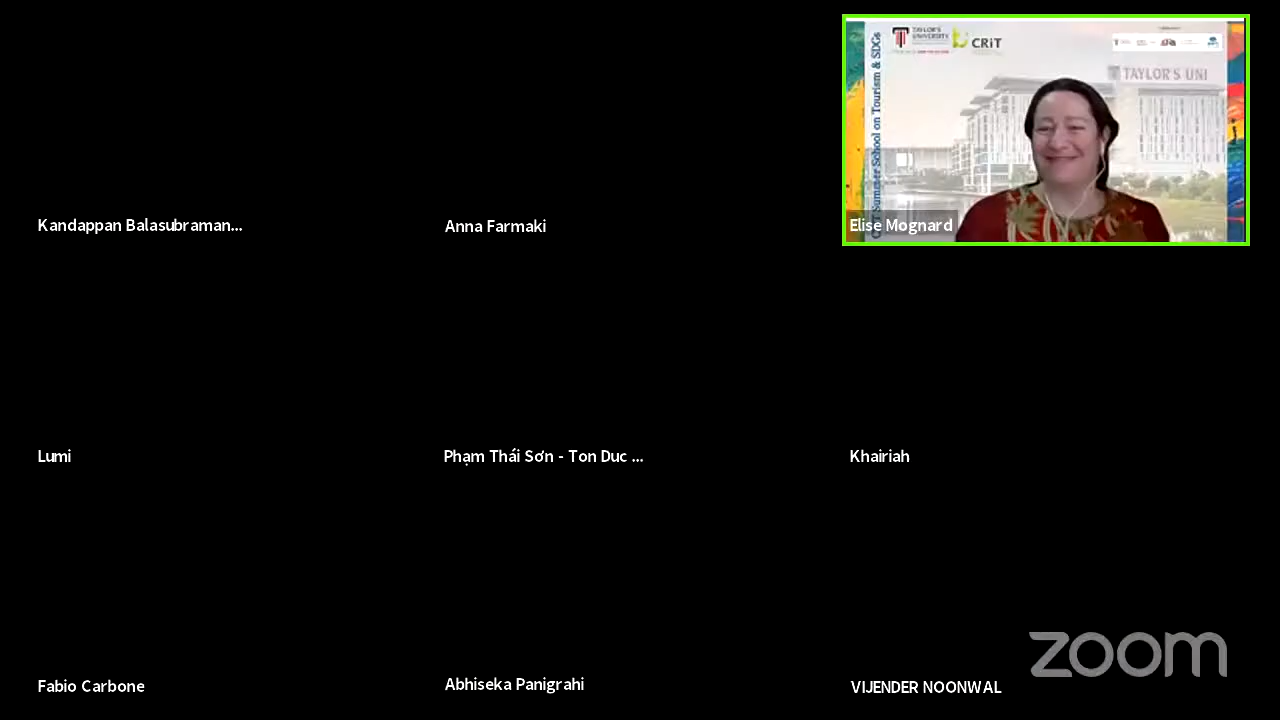 TAYLOR'S
UNIVERSITY
CRiT
TAYLOR'S UNI
Summer School on Tourism & SDGs
Kandappan Balasubraman...
Anna Farmaki
Elise Mognard
Lumi
Phạm Thái Sơn - Ton Duc ...
Khairiah
zoom
Fabio Carbone
Abhiseka Panigrahi
VIJENDER NOONWAL